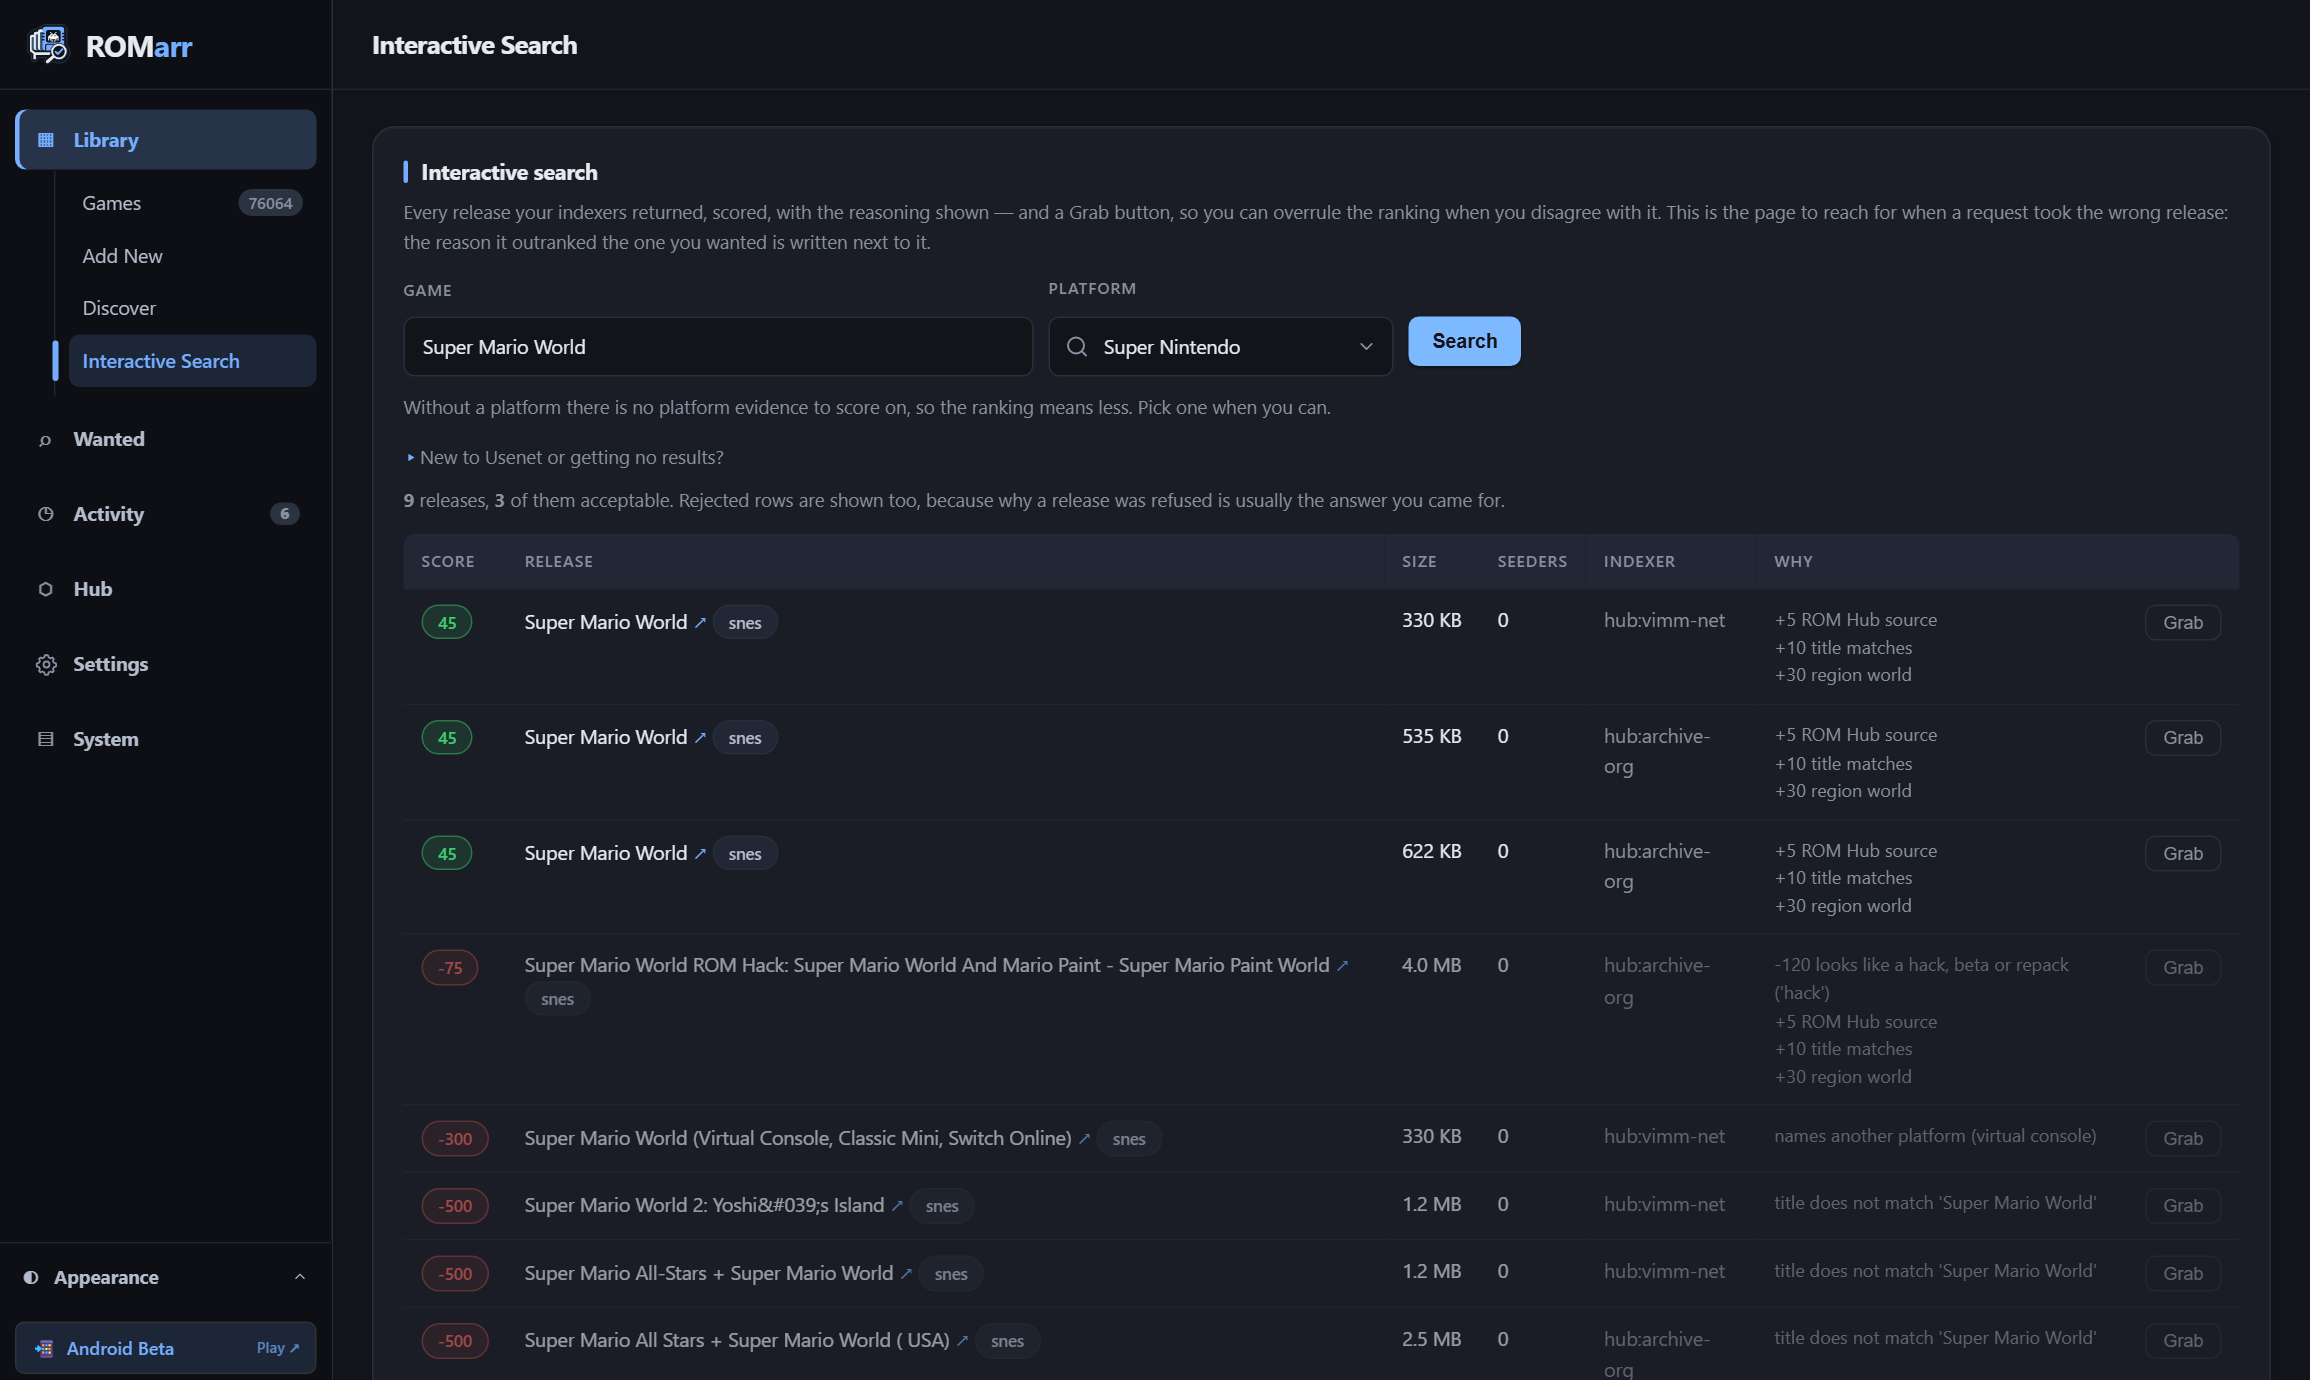 ROMarr
Interactive Search
Library
Games 76064
Add New
Discover
Interactive Search
Wanted
Activity 6
Hub
Settings
System
Appearance
Android Beta Play ↗
Interactive search
Every release your indexers returned, scored, with the reasoning shown — and a Grab button, so you can overrule the ranking when you disagree with it. This is the page to reach for when a request took the wrong release:
the reason it outranked the one you wanted is written next to it.
GAME PLATFORM
Super Mario World Super Nintendo Search
Without a platform there is no platform evidence to score on, so the ranking means less. Pick one when you can.
New to Usenet or getting no results?
9 releases, 3 of them acceptable. Rejected rows are shown too, because why a release was refused is usually the answer you came for.
SCORE RELEASE SIZE SEEDERS INDEXER WHY
45 Super Mario World ↗ snes 330 KB 0 hub:vimm-net +5 ROM Hub source Grab
+10 title matches
+30 region world
45 Super Mario World ↗ snes 535 KB 0 hub:archive- +5 ROM Hub source Grab
org +10 title matches
+30 region world
45 Super Mario World ↗ snes 622 KB 0 hub:archive- +5 ROM Hub source Grab
org +10 title matches
+30 region world
-75 Super Mario World ROM Hack: Super Mario World And Mario Paint - Super Mario Paint World ↗ 4.0 MB 0 hub:archive- -120 looks like a hack, beta or repack Grab
snes org ('hack')
+5 ROM Hub source
+10 title matches
+30 region world
-300 Super Mario World (Virtual Console, Classic Mini, Switch Online) ↗ snes 330 KB 0 hub:vimm-net names another platform (virtual console) Grab
-500 Super Mario World 2: Yoshi&#039;s Island ↗ snes 1.2 MB 0 hub:vimm-net title does not match 'Super Mario World' Grab
-500 Super Mario All-Stars + Super Mario World ↗ snes 1.2 MB 0 hub:vimm-net title does not match 'Super Mario World' Grab
-500 Super Mario All Stars + Super Mario World ( USA) ↗ snes 2.5 MB 0 hub:archive- title does not match 'Super Mario World' Grab
org